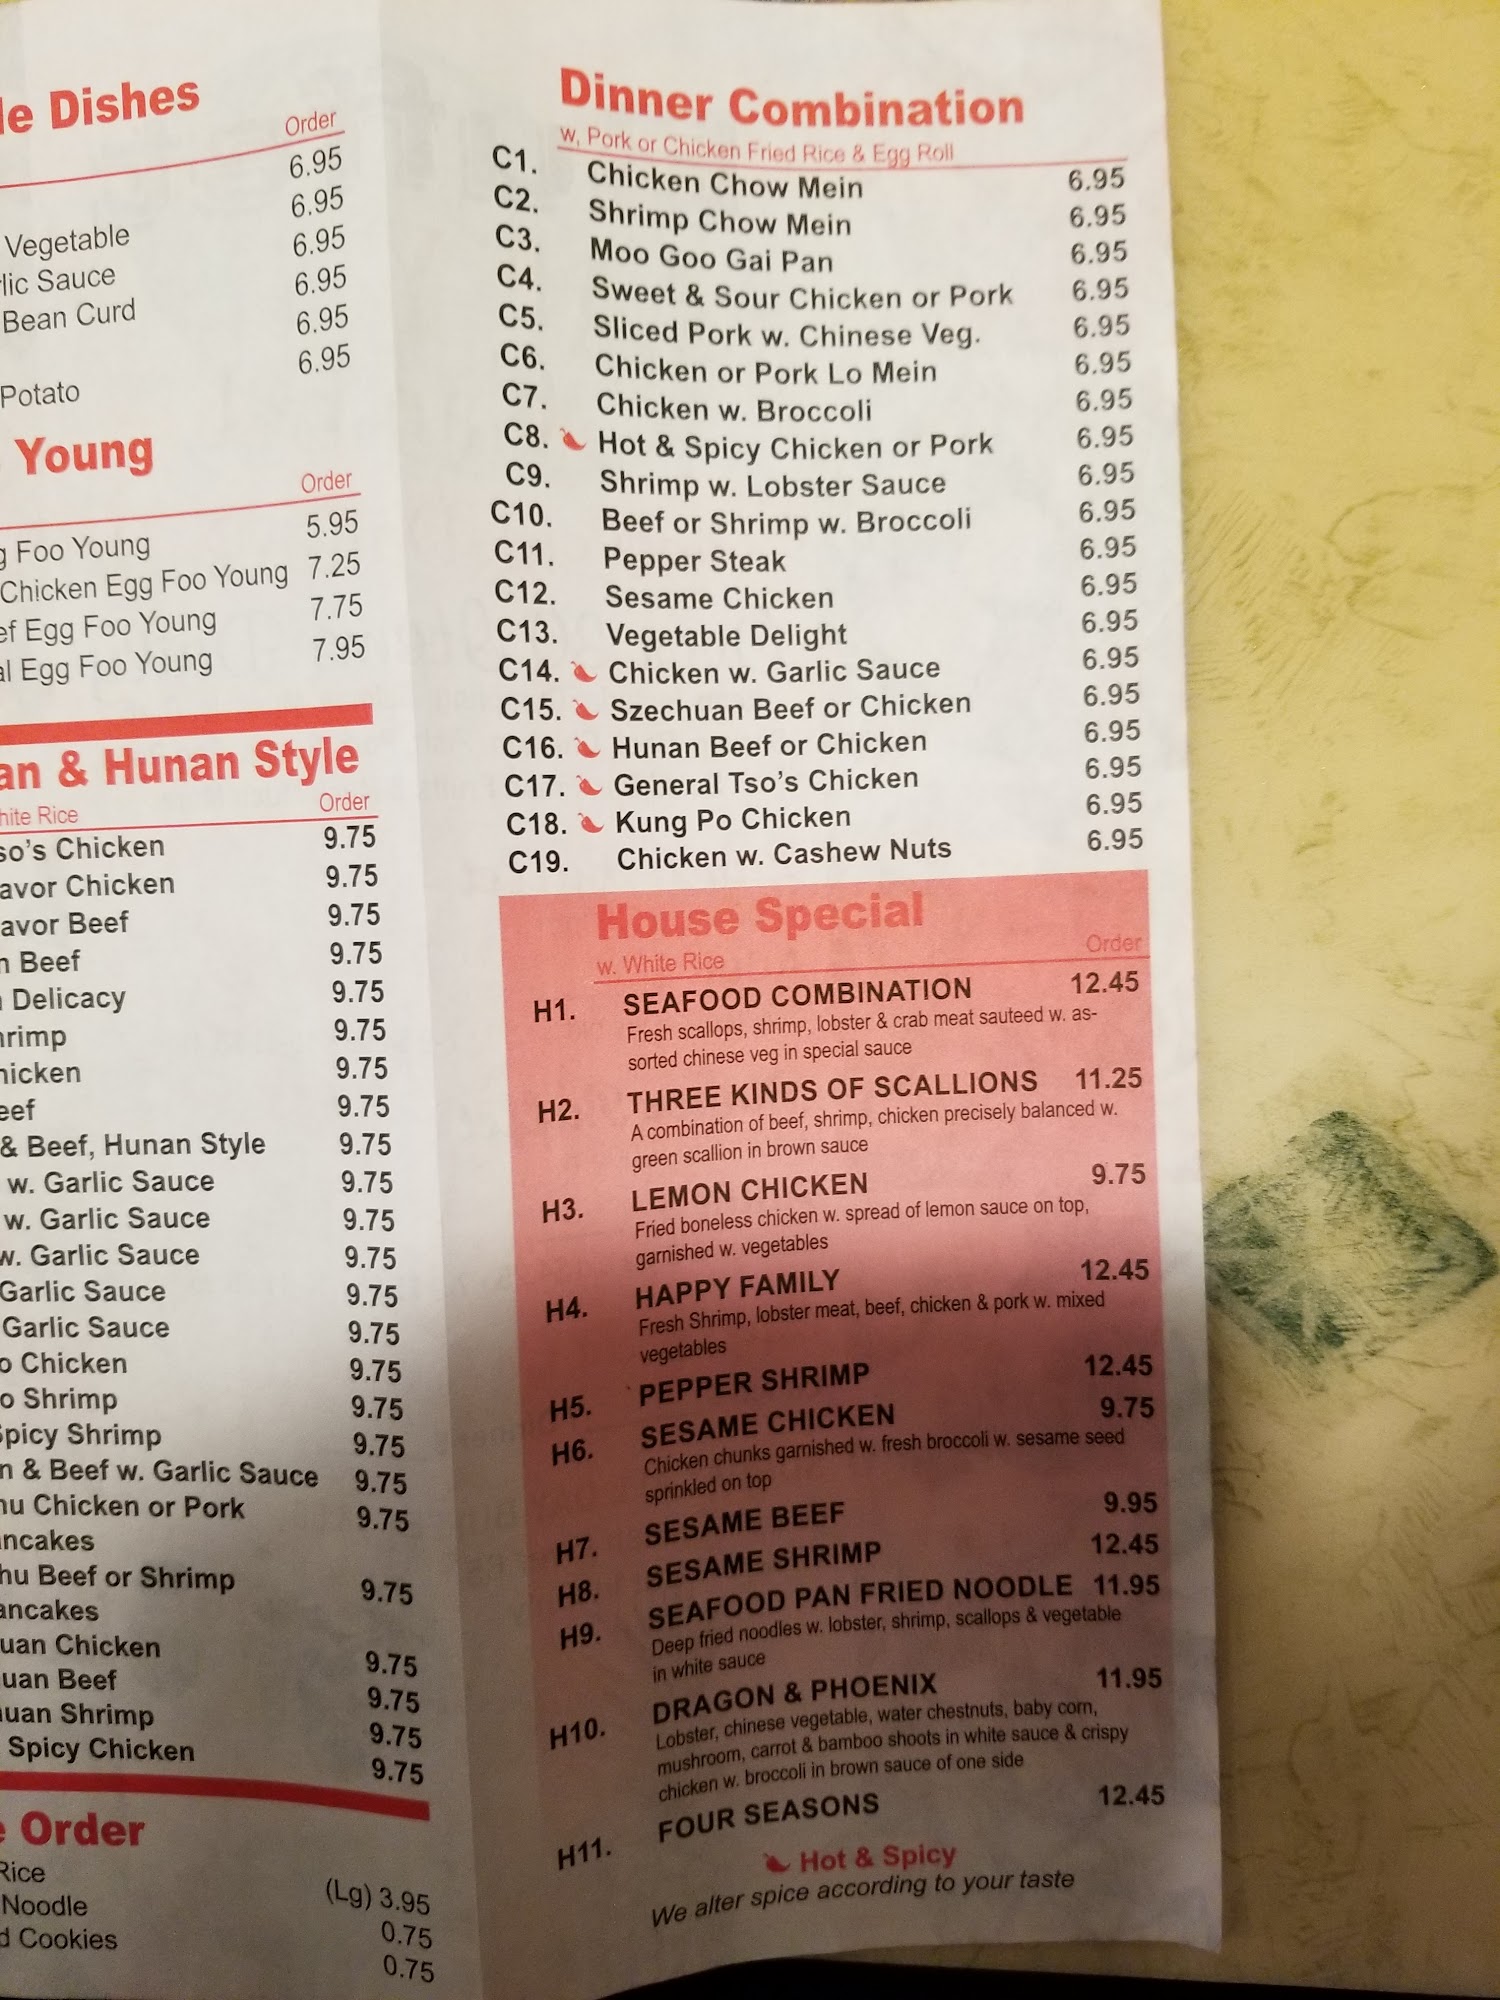 le Dishes
Order
6.95
6.95
Vegetable 6.95
lic Sauce 6.95
Bean Curd 6.95
6.95
Potato
Young
Order
g Foo Young 5.95
Chicken Egg Foo Young 7.25
ef Egg Foo Young 7.75
al Egg Foo Young 7.95
an & Hunan Style
hite Rice Order
so's Chicken 9.75
avor Chicken 9.75
avor Beef 9.75
n Beef 9.75
Delicacy 9.75
hrimp 9.75
hicken 9.75
eef 9.75
& Beef, Hunan Style 9.75
w. Garlic Sauce 9.75
w. Garlic Sauce 9.75
w. Garlic Sauce 9.75
Garlic Sauce 9.75
Garlic Sauce 9.75
o Chicken 9.75
o Shrimp 9.75
Spicy Shrimp 9.75
n & Beef w. Garlic Sauce 9.75
hu Chicken or Pork 9.75
ancakes
hu Beef or Shrimp 9.75
ancakes
uan Chicken 9.75
uan Beef 9.75
uan Shrimp 9.75
Spicy Chicken 9.75
e Order
Rice (Lg) 3.95
Noodle 0.75
d Cookies 0.75
Dinner Combination
w, Pork or Chicken Fried Rice & Egg Roll
C1. Chicken Chow Mein 6.95
C2. Shrimp Chow Mein 6.95
C3. Moo Goo Gai Pan 6.95
C4. Sweet & Sour Chicken or Pork 6.95
C5. Sliced Pork w. Chinese Veg. 6.95
C6. Chicken or Pork Lo Mein 6.95
C7. Chicken w. Broccoli 6.95
C8. Hot & Spicy Chicken or Pork 6.95
C9. Shrimp w. Lobster Sauce 6.95
C10. Beef or Shrimp w. Broccoli 6.95
C11. Pepper Steak 6.95
C12. Sesame Chicken 6.95
C13. Vegetable Delight 6.95
C14. Chicken w. Garlic Sauce 6.95
C15. Szechuan Beef or Chicken 6.95
C16. Hunan Beef or Chicken 6.95
C17. General Tso's Chicken 6.95
C18. Kung Po Chicken 6.95
C19. Chicken w. Cashew Nuts 6.95
House Special
w. White Rice Order
H1. SEAFOOD COMBINATION 12.45
Fresh scallops, shrimp, lobster & crab meat sauteed w. as-
sorted chinese veg in special sauce
H2. THREE KINDS OF SCALLIONS 11.25
A combination of beef, shrimp, chicken precisely balanced w.
green scallion in brown sauce
H3. LEMON CHICKEN 9.75
Fried boneless chicken w. spread of lemon sauce on top,
garnished w. vegetables
H4. HAPPY FAMILY 12.45
Fresh Shrimp, lobster meat, beef, chicken & pork w. mixed
vegetables
H5. PEPPER SHRIMP 12.45
H6. SESAME CHICKEN 9.75
Chicken chunks garnished w. fresh broccoli w. sesame seed
sprinkled on top
H7. SESAME BEEF 9.95
H8. SESAME SHRIMP 12.45
H9. SEAFOOD PAN FRIED NOODLE 11.95
Deep fried noodles w. lobster, shrimp, scallops & vegetable
in white sauce
H10. DRAGON & PHOENIX 11.95
Lobster, chinese vegetable, water chestnuts, baby corn,
mushroom, carrot & bamboo shoots in white sauce & crispy
chicken w. broccoli in brown sauce of one side
H11. FOUR SEASONS 12.45
Hot & Spicy
We alter spice according to your taste